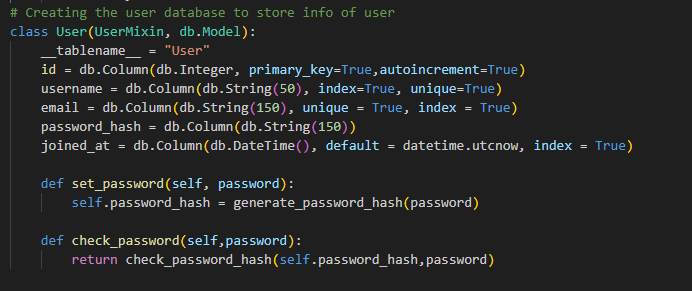 # Creating the user database to store info of user
class User(UserMixin, db.Model):
    __tablename__ = "User"
    id = db.Column(db.Integer, primary_key=True,autoincrement=True)
    username = db.Column(db.String(50), index=True, unique=True)
    email = db.Column(db.String(150), unique = True, index = True)
    password_hash = db.Column(db.String(150))
    joined_at = db.Column(db.DateTime(), default = datetime.utcnow, index = True)

    def set_password(self, password):
        self.password_hash = generate_password_hash(password)

    def check_password(self,password):
        return check_password_hash(self.password_hash,password)